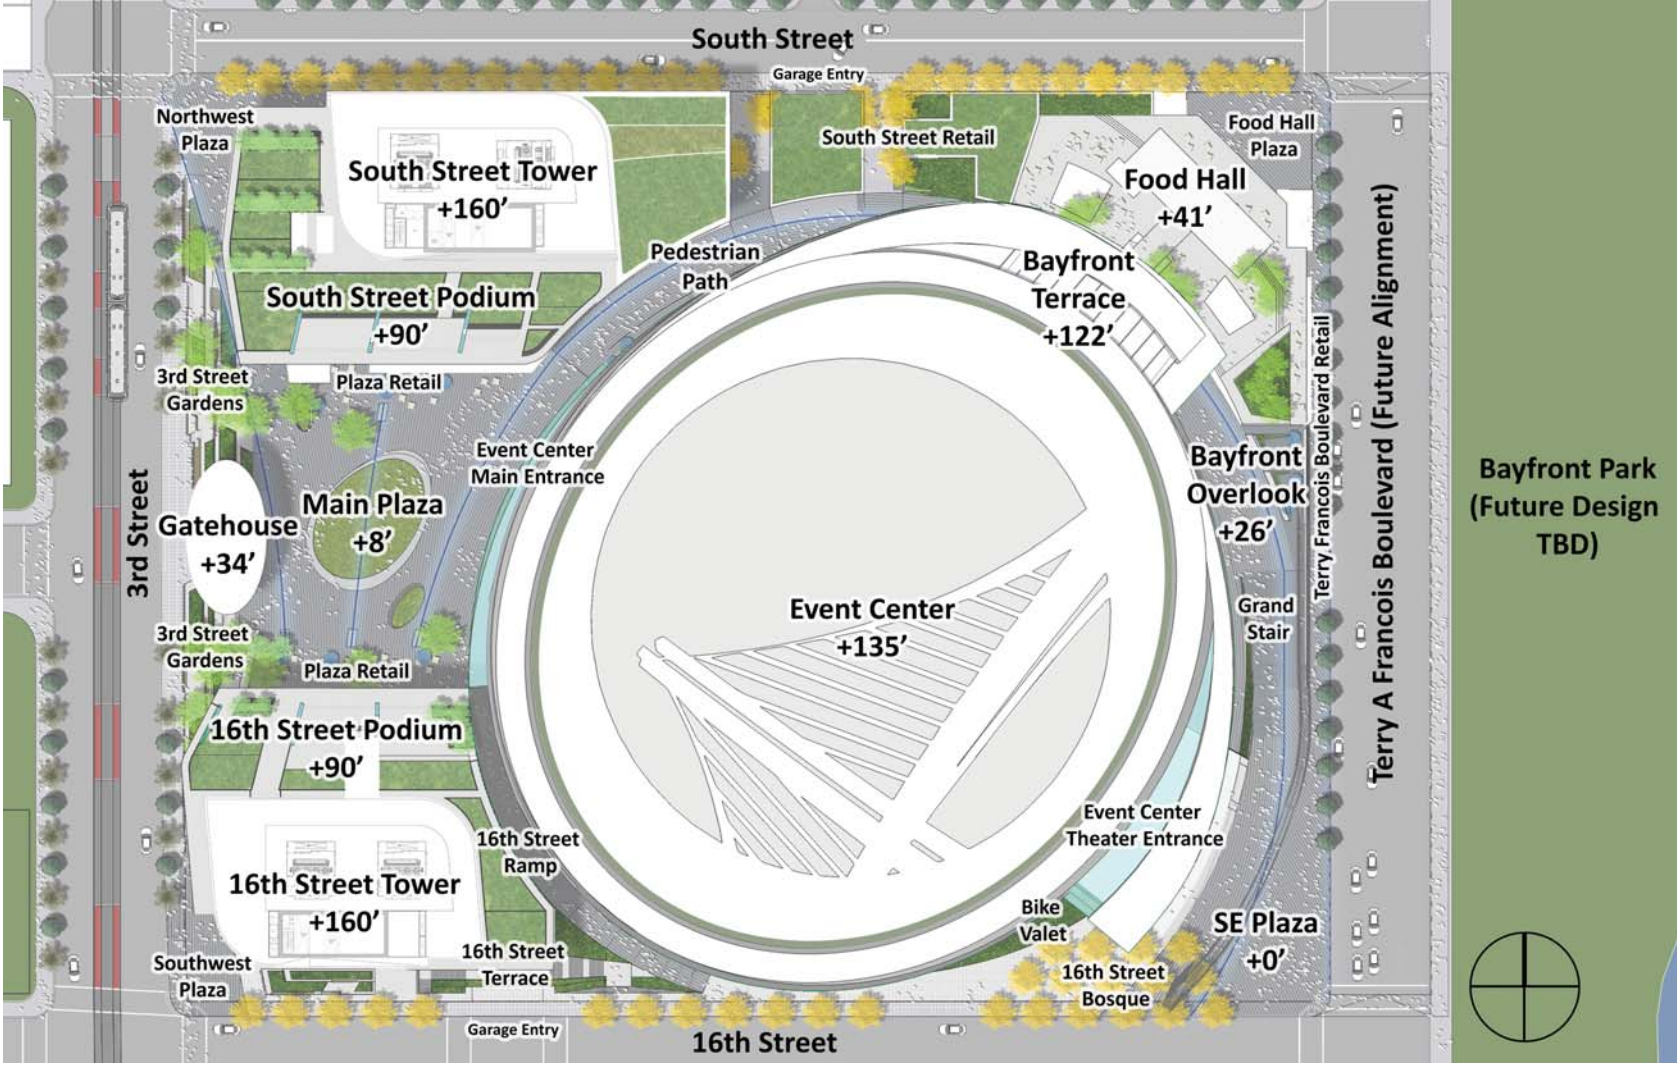 South Street
Garage Entry
Northwest
Plaza
South Street Tower
+160’
South Street Retail
Food Hall
Plaza
Food Hall
+41’
Pedestrian
Path
Bayfront
Terrace
+122’
South Street Podium
+90’
3rd Street
Gardens
Plaza Retail
Event Center
Main Entrance
Main Plaza
+8’
Gatehouse
+34’
3rd Street
Bayfront
Overlook
+26’
Terry Francois Boulevard Retail
Terry A Francois Boulevard (Future Alignment)
Bayfront Park
(Future Design
TBD)
Event Center
+135’
Grand
Stair
3rd Street
Gardens
Plaza Retail
16th Street Podium
+90’
16th Street
Ramp
Event Center
Theater Entrance
16th Street Tower
+160’
Bike
Valet
SE Plaza
+0’
Southwest
Plaza
16th Street
Terrace
16th Street
Bosque
Garage Entry
16th Street